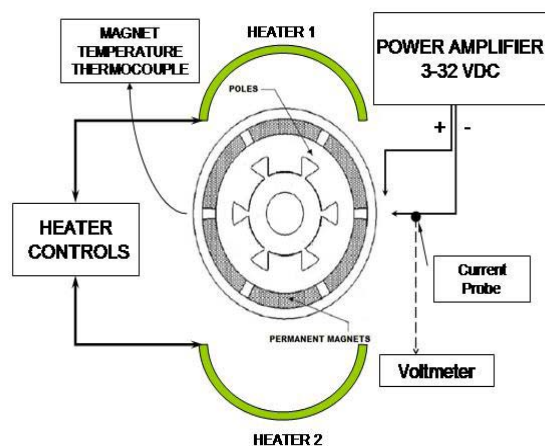 MAGNET
TEMPERATURE
THERMOCOUPLE
HEATER 1
POWER AMPLIFIER
3-32 VDC
POLES
+ -
HEATER
CONTROLS
Current
Probe
PERMANENT MAGNETS
Voltmeter
HEATER 2